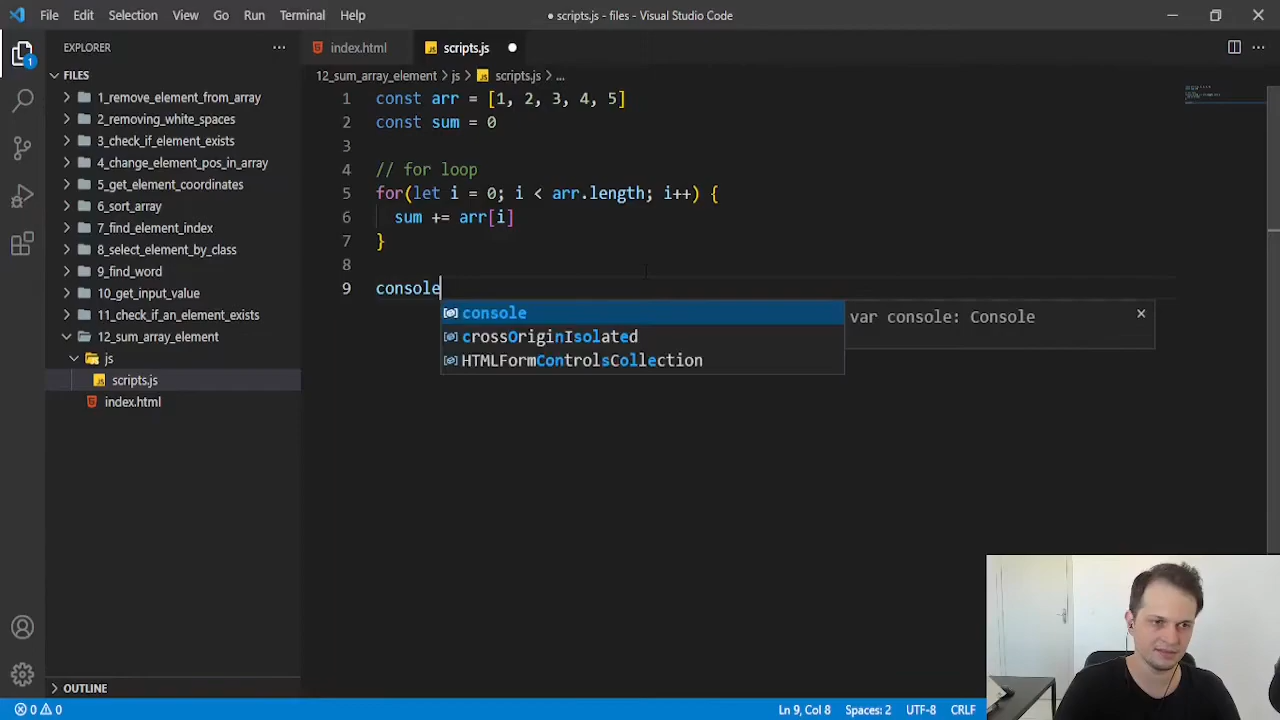 File Edit Selection View Go Run Terminal Help
● scripts.js - files - Visual Studio Code
EXPLORER
index.html
scripts.js
1
FILES
12_sum_array_element > js > scripts.js > ...
1_remove_element_from_array
2_removing_white_spaces
3_check_if_element_exists
4_change_element_pos_in_array
5_get_element_coordinates
6_sort_array
7_find_element_index
8_select_element_by_class
9_find_word
10_get_input_value
11_check_if_an_element_exists
12_sum_array_element
js
scripts.js
index.html
OUTLINE
1 const arr = [1, 2, 3, 4, 5]
2 const sum = 0
3
4 // for loop
5 for(let i = 0; i < arr.length; i++) {
6 sum += arr[i]
7 }
8
9 console
console
crossOriginIsolated
HTMLFormControlsCollection
var console: Console
0 0
Ln 9, Col 8 Spaces: 2 UTF-8 CRLF